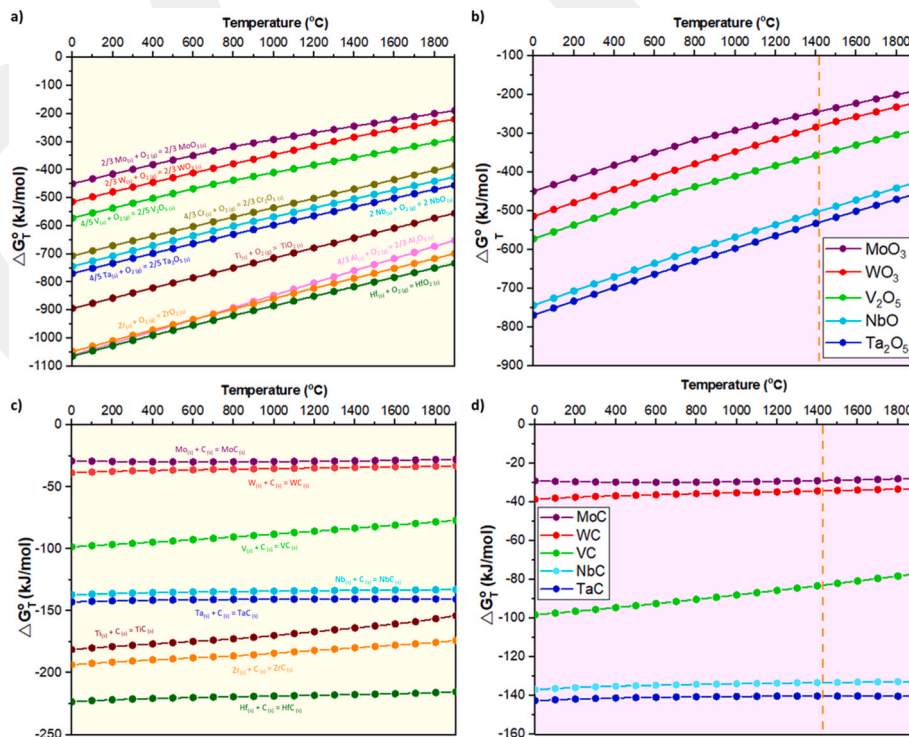 a)
Temperature (°C)
0 200 400 600 800 1000 1200 1400 1600 1800
0
-100
-200
-300
-400
-500
-600
-700
-800
-900
-1000
-1100
△G°T (kJ/mol)
2/3 Mo(s) + O2(g) = 2/3 MoO3(s)
2/3 W(s) + O2(g) = 2/3 WO3(s)
4/5 V(s) + O2(g) = 2/5 V2O5(s)
4/3 Cr(s) + O2(g) = 2/3 Cr2O3(s)
2 Nb(s) + O2(g) = 2 NbO(s)
4/5 Ta(s) + O2(g) = 2/5 Ta2O5(s)
Ti(s) + O2(g) = TiO2(s)
4/3 Al(s) + O2(g) = 2/3 Al2O3(s)
Zr(s) + O2(g) = ZrO2(s)
Hf(s) + O2(g) = HfO2(s)
b)
Temperature (°C)
0 200 400 600 800 1000 1200 1400 1600 1800
-100
-200
-300
-400
-500
-600
-700
-800
-900
△G°T (kJ/mol)
MoO3
WO3
V2O5
NbO
Ta2O5
c)
Temperature (°C)
0 200 400 600 800 1000 1200 1400 1600 1800
0
-50
-100
-150
-200
-250
△G°T (kJ/mol)
Mo(s) + C(s) = MoC(s)
W(s) + C(s) = WC(s)
V(s) + C(s) = VC(s)
Nb(s) + C(s) = NbC(s)
Ta(s) + C(s) = TaC(s)
Ti(s) + C(s) = TiC(s)
Zr(s) + C(s) = ZrC(s)
Hf(s) + C(s) = HfC(s)
d)
Temperature (°C)
0 200 400 600 800 1000 1200 1400 1600 1800
0
-20
-40
-60
-80
-100
-120
-140
-160
△G°T (kJ/mol)
MoC
WC
VC
NbC
TaC